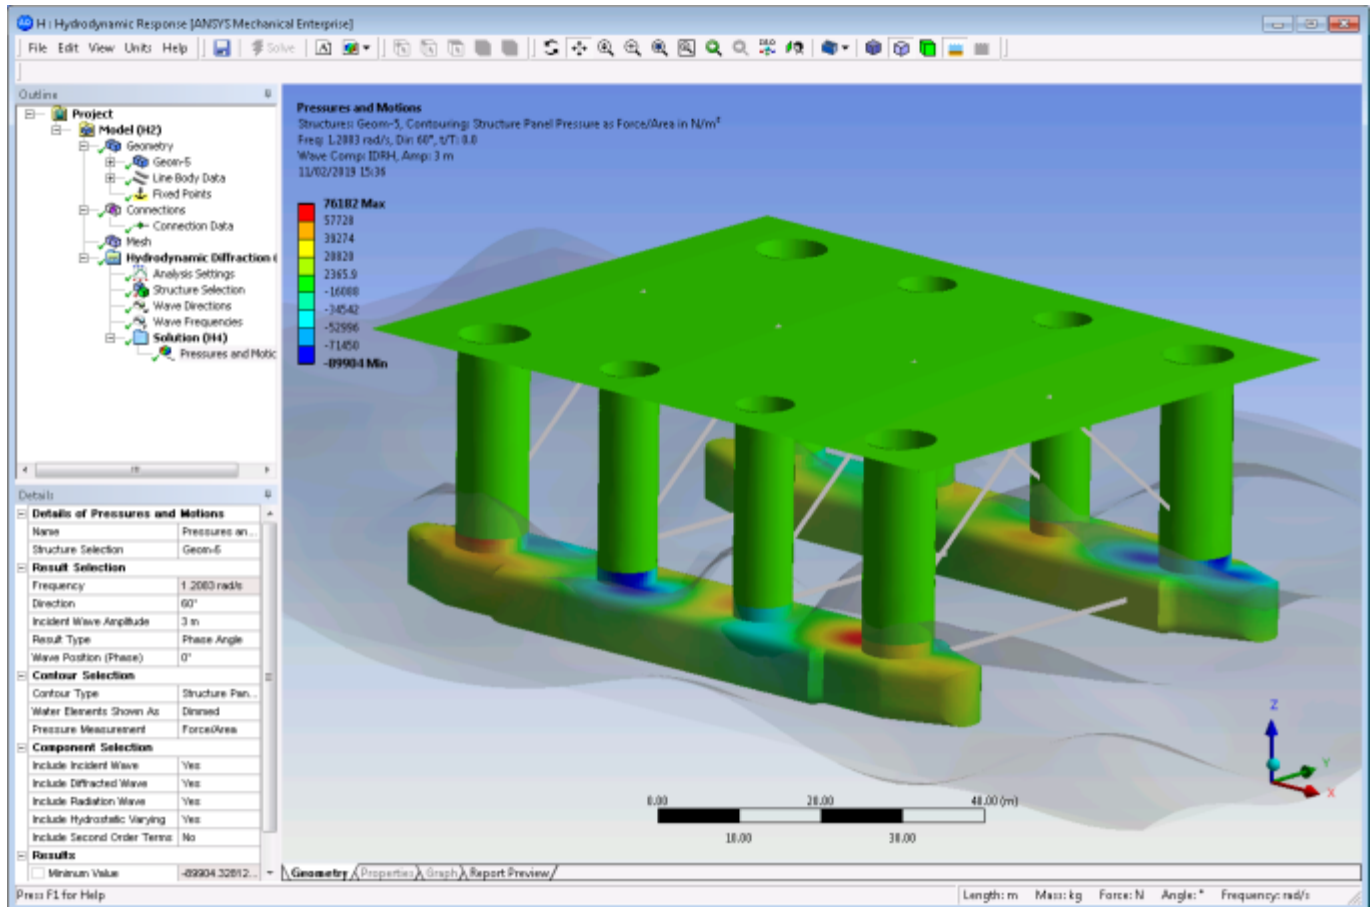 H : Hydrodynamic Response [ANSYS Mechanical Enterprise]
File Edit View Units Help
Solve
Outline
Project
Model (H2)
Geometry
Geom-5
Line Body Data
Fixed Points
Connections
Connection Data
Mesh
Hydrodynamic Diffraction (
Analysis Settings
Structure Selection
Wave Directions
Wave Frequencies
Solution (H4)
Pressures and Motic
Details
Details of Pressures and Motions
Name Pressures an...
Structure Selection Geom-5
Result Selection
Frequency 1.2083 rad/s
Direction 60°
Incident Wave Amplitude 3 m
Result Type Phase Angle
Wave Position (Phase) 0°
Contour Selection
Contour Type Structure Pan...
Water Elements Shown As Dimmed
Pressure Measurement Force/Area
Component Selection
Include Incident Wave Yes
Include Diffracted Wave Yes
Include Radiation Wave Yes
Include Hydrostatic Varying Yes
Include Second Order Terms No
Results
Minimum Value -89904.32812...
Press F1 for Help
Pressures and Motions
Structures: Geom-5, Contouring: Structure Panel Pressure as Force/Area in N/m²
Freq: 1.2083 rad/s, Dir: 60°, t/T: 0.0
Wave Comp: IDRH, Amp: 3 m
11/02/2019 15:36
76182 Max
57728
39274
20820
2365.9
-16088
-34542
-52996
-71450
-89904 Min
Z
Y
X
0.00 20.00 40.00 (m)
10.00 30.00
Geometry Properties Graph Report Preview
Length: m Mass: kg Force: N Angle: ° Frequency: rad/s